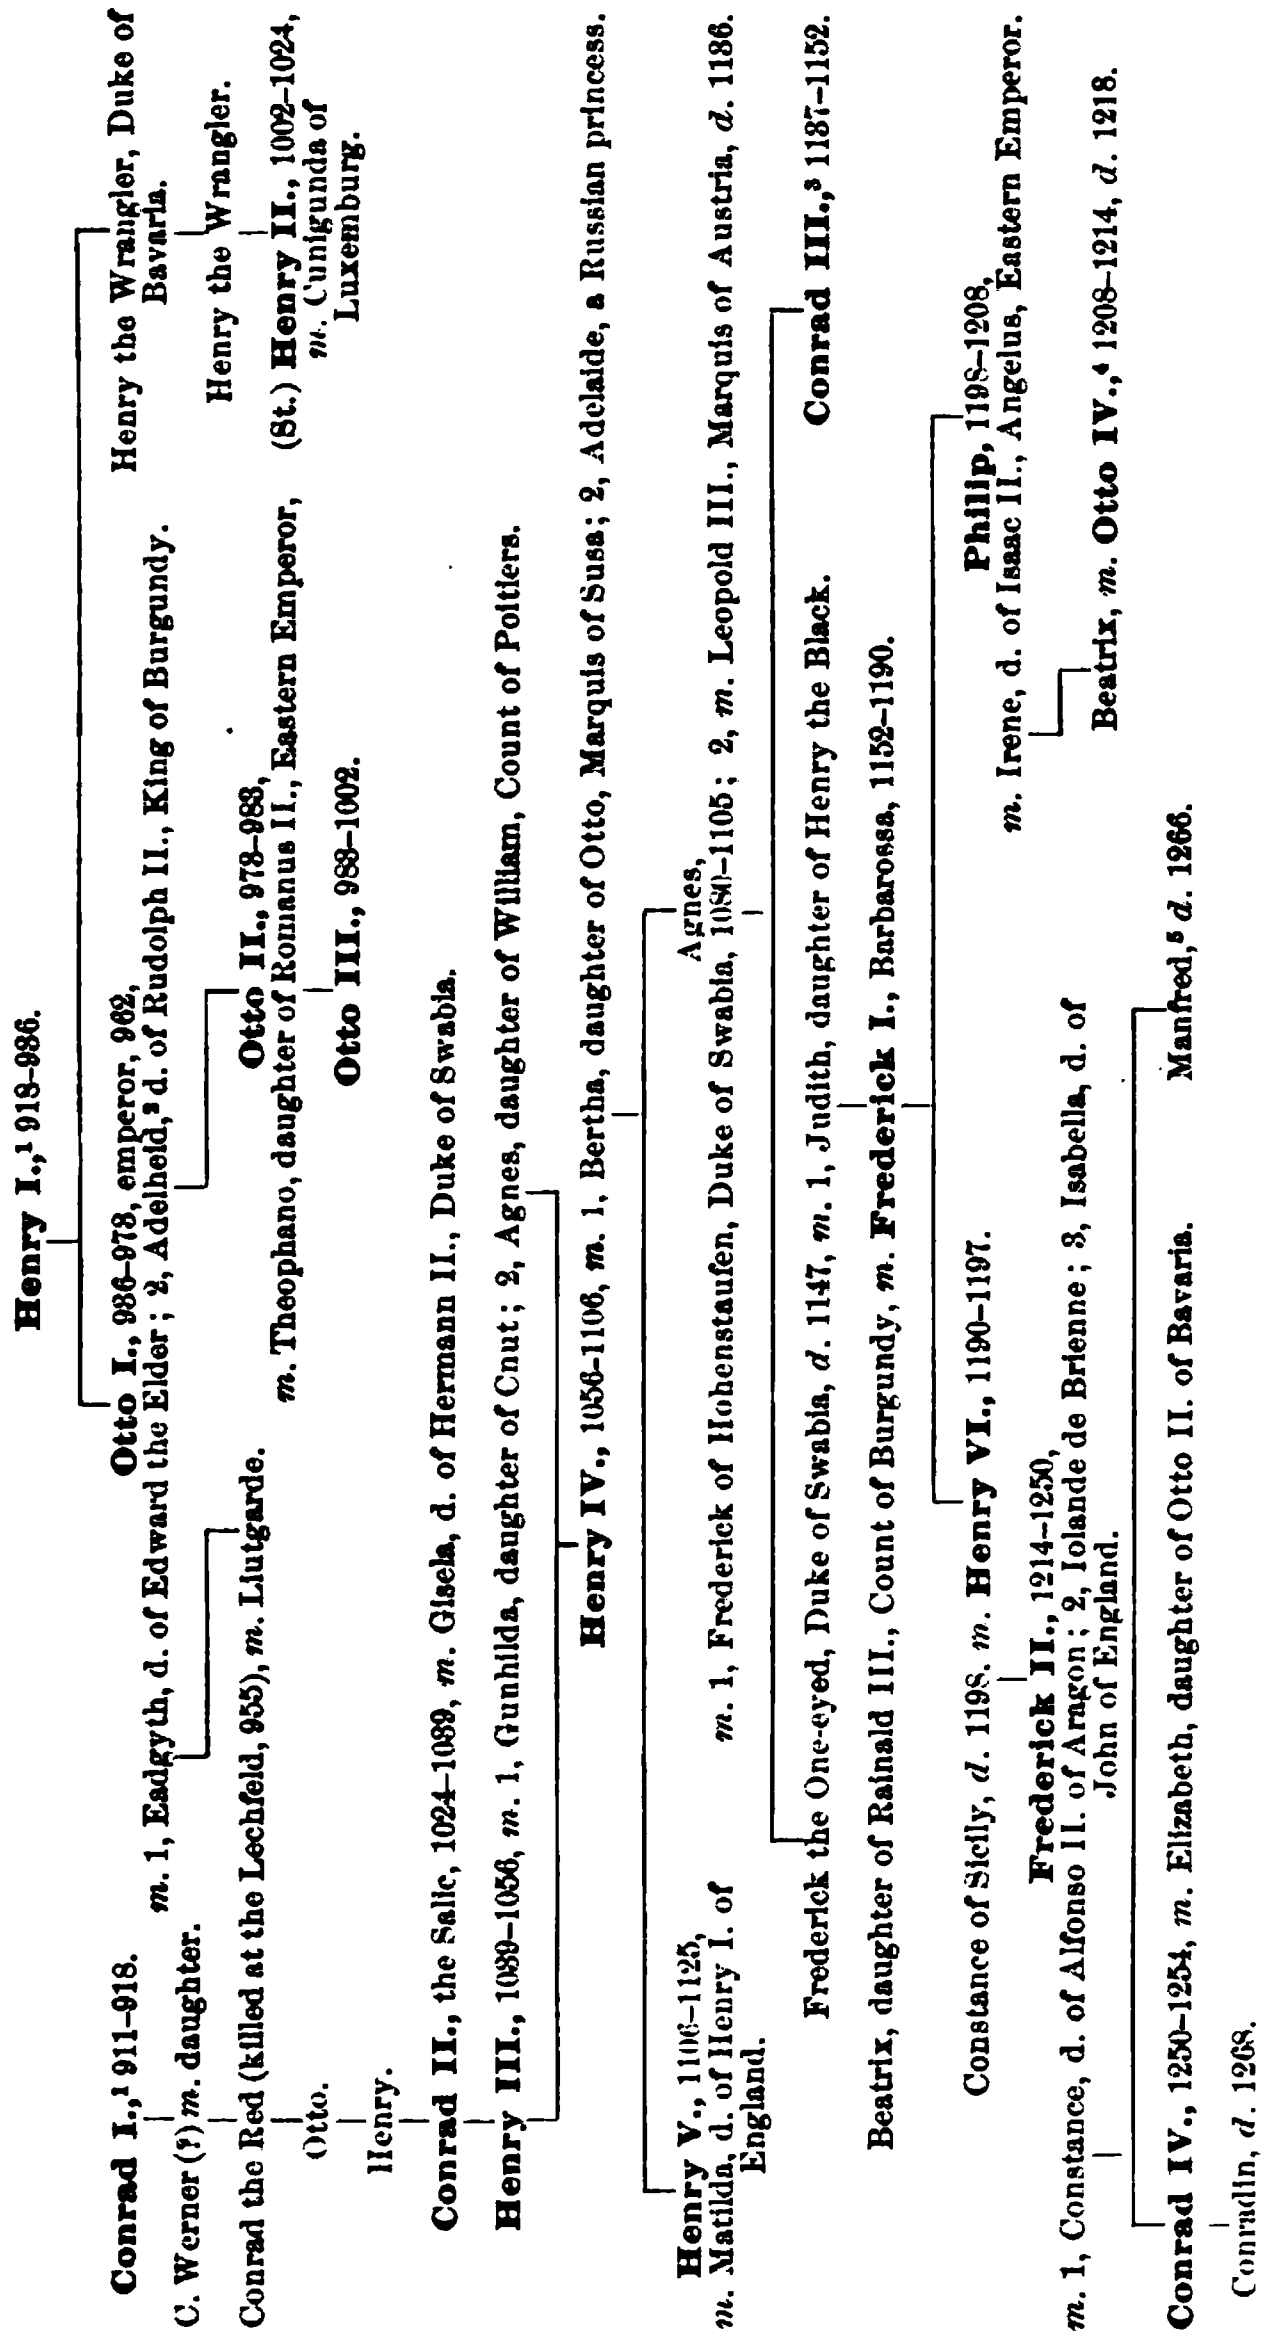 Henry I.,¹ 918–936.
Conrad I.,¹ 911–918.
Otto I., 936–973, emperor, 962,
Henry the Wrangler, Duke of
Bavaria.
m. 1, Eadgyth, d. of Edward the Elder; 2, Adelheid,² d. of Rudolph II., King of Burgundy.
C. Werner (?) m. daughter.
Henry the Wrangler.
Conrad the Red (killed at the Lechfeld, 955), m. Liutgarde.
Otto II., 973–983,
m. Theophano, daughter of Romanus II., Eastern Emperor,
(St.) Henry II., 1002–1024,
m. Cunigunda of
Luxemburg.
Otto.
Otto III., 983–1002.
Henry.
Conrad II., the Salic, 1024–1039, m. Gisela, d. of Hermann II., Duke of Swabia.
Henry III., 1039–1056, m. 1, Gunhilda, daughter of Cnut; 2, Agnes, daughter of William, Count of Poitiers.
Henry IV., 1056–1106, m. 1, Bertha, daughter of Otto, Marquis of Susa; 2, Adelaide, a Russian princess.
Henry V., 1106–1125,
m. Matilda, d. of Henry I. of
England.
Agnes,
m. 1, Frederick of Hohenstaufen, Duke of Swabia, 1080–1105; 2, m. Leopold III., Marquis of Austria, d. 1136.
Frederick the One-eyed, Duke of Swabia, d. 1147, m. 1, Judith, daughter of Henry the Black.
Conrad III.,³ 1137–1152.
Beatrix, daughter of Rainald III., Count of Burgundy, m. Frederick I., Barbarossa, 1152–1190.
Constance of Sicily, d. 1198. m. Henry VI., 1190–1197.
Philip, 1198–1208,
m. Irene, d. of Isaac II., Angelus, Eastern Emperor.
Frederick II., 1214–1250,
m. 1, Constance, d. of Alfonso II. of Aragon; 2, Iolande de Brienne; 3, Isabella, d. of
John of England.
Beatrix, m. Otto IV.,⁴ 1208–1214, d. 1218.
Conrad IV., 1250–1254, m. Elizabeth, daughter of Otto II. of Bavaria.
Manfred,⁵ d. 1266.
Conradin, d. 1268.